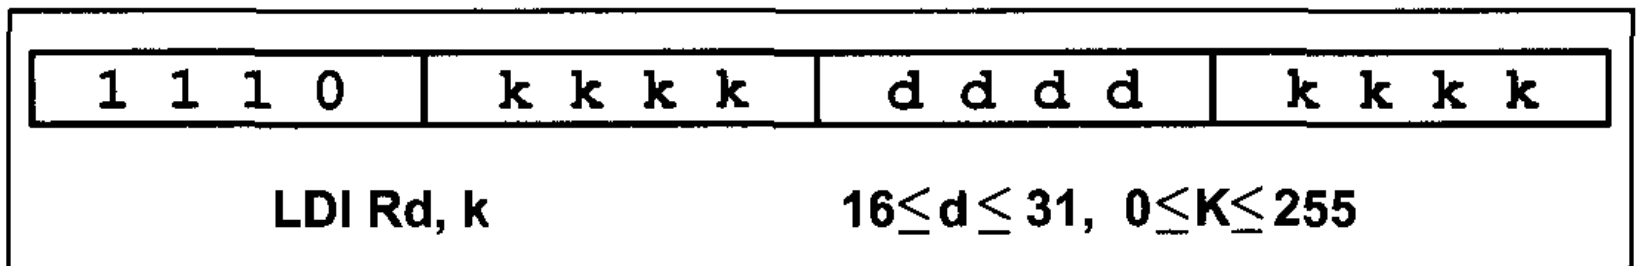 1 1 1 0 k k k k d d d d k k k k
LDI Rd, k 16≤d≤31, 0≤K≤255